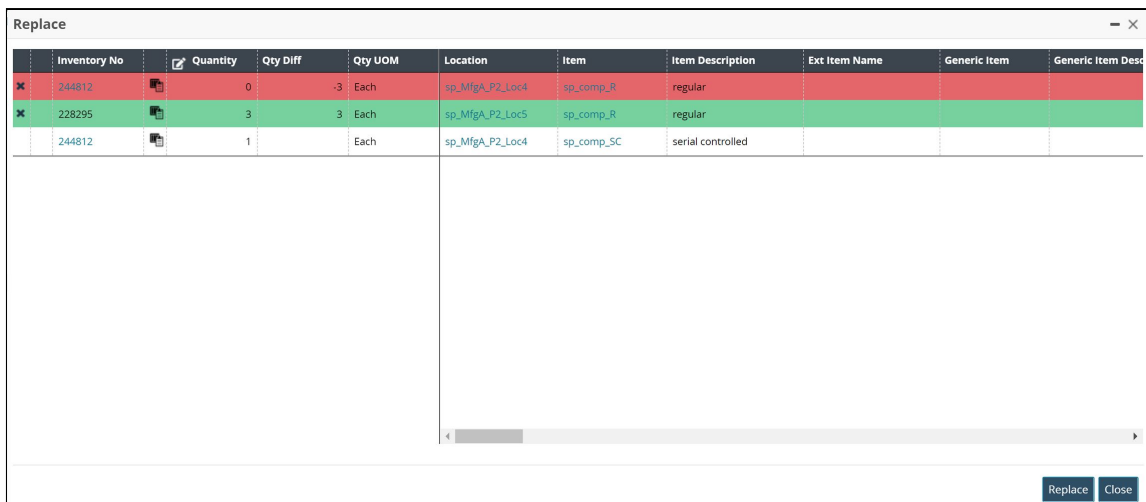 Replace
Inventory No Quantity Qty Diff Qty UOM Location Item Item Description Ext Item Name Generic Item Generic Item Desc
244812 0 -3 Each sp_MfgA_P2_Loc4 sp_comp_R regular
228295 3 3 Each sp_MfgA_P2_Loc5 sp_comp_R regular
244812 1 Each sp_MfgA_P2_Loc4 sp_comp_SC serial controlled
Replace Close